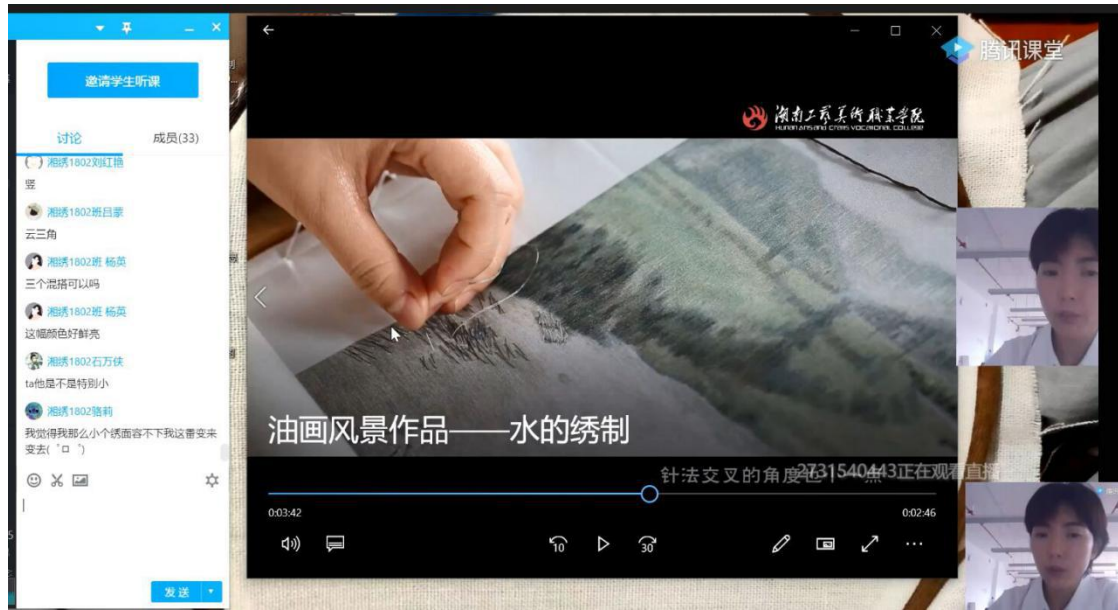 邀请学生听课
讨论
成员(33)
湘绣1802刘红艳
竖
湘绣1802班吕蒙
云三角
湘绣1802班 杨英
三个混搭可以吗
湘绣1802班 杨英
这幅颜色好鲜亮
湘绣1802石万侠
ta他是不是特别小
湘绣1802骆莉
我觉得我那么小个绣面容不下我这番变来
变去(゜ロ゜)
发送
腾讯课堂
湖南工艺美术职业学院
HUNAN ARTS AND CRAFTS VOCATIONAL COLLEGE
油画风景作品——水的绣制
针法交叉的角度
2731540443正在观看直播
0:03:42
0:02:46
10
30